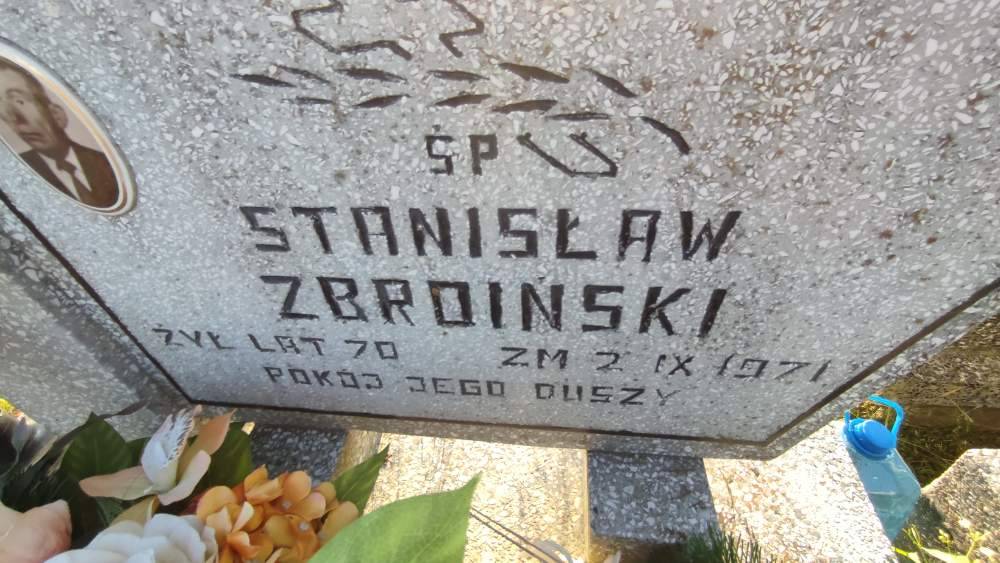 ŚP
STANISŁAW
ZBROIŃSKI
ŻYŁ LAT 70 ZM 2 IX 1971
POKÓJ JEGO DUSZY